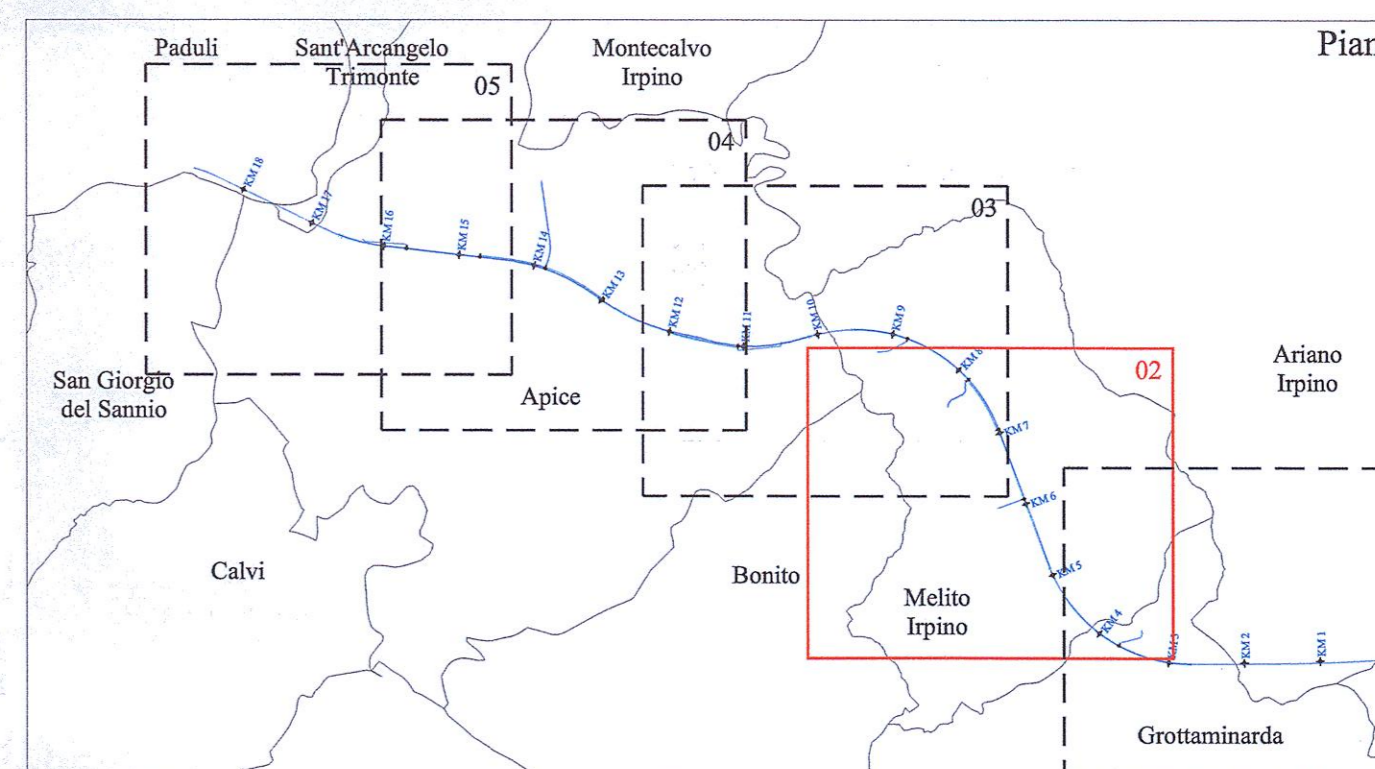 Paduli
Sant'Arcangelo
Trimonte
Montecalvo
Irpino
Pian
05
04
03
02
KM 18
KM 17
KM 16
KM 15
KM 14
KM 13
KM 12
KM 11
KM 10
KM 9
KM 8
KM 7
KM 6
KM 5
KM 4
KM 3
KM 2
KM 1
San Giorgio
del Sannio
Apice
Ariano
Irpino
Calvi
Bonito
Melito
Irpino
Grottaminarda